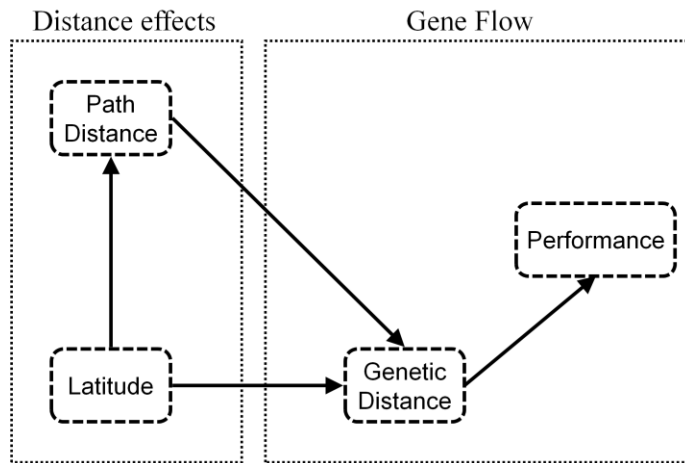 Distance effects
Gene Flow
Path
Distance
Performance
Latitude
Genetic
Distance